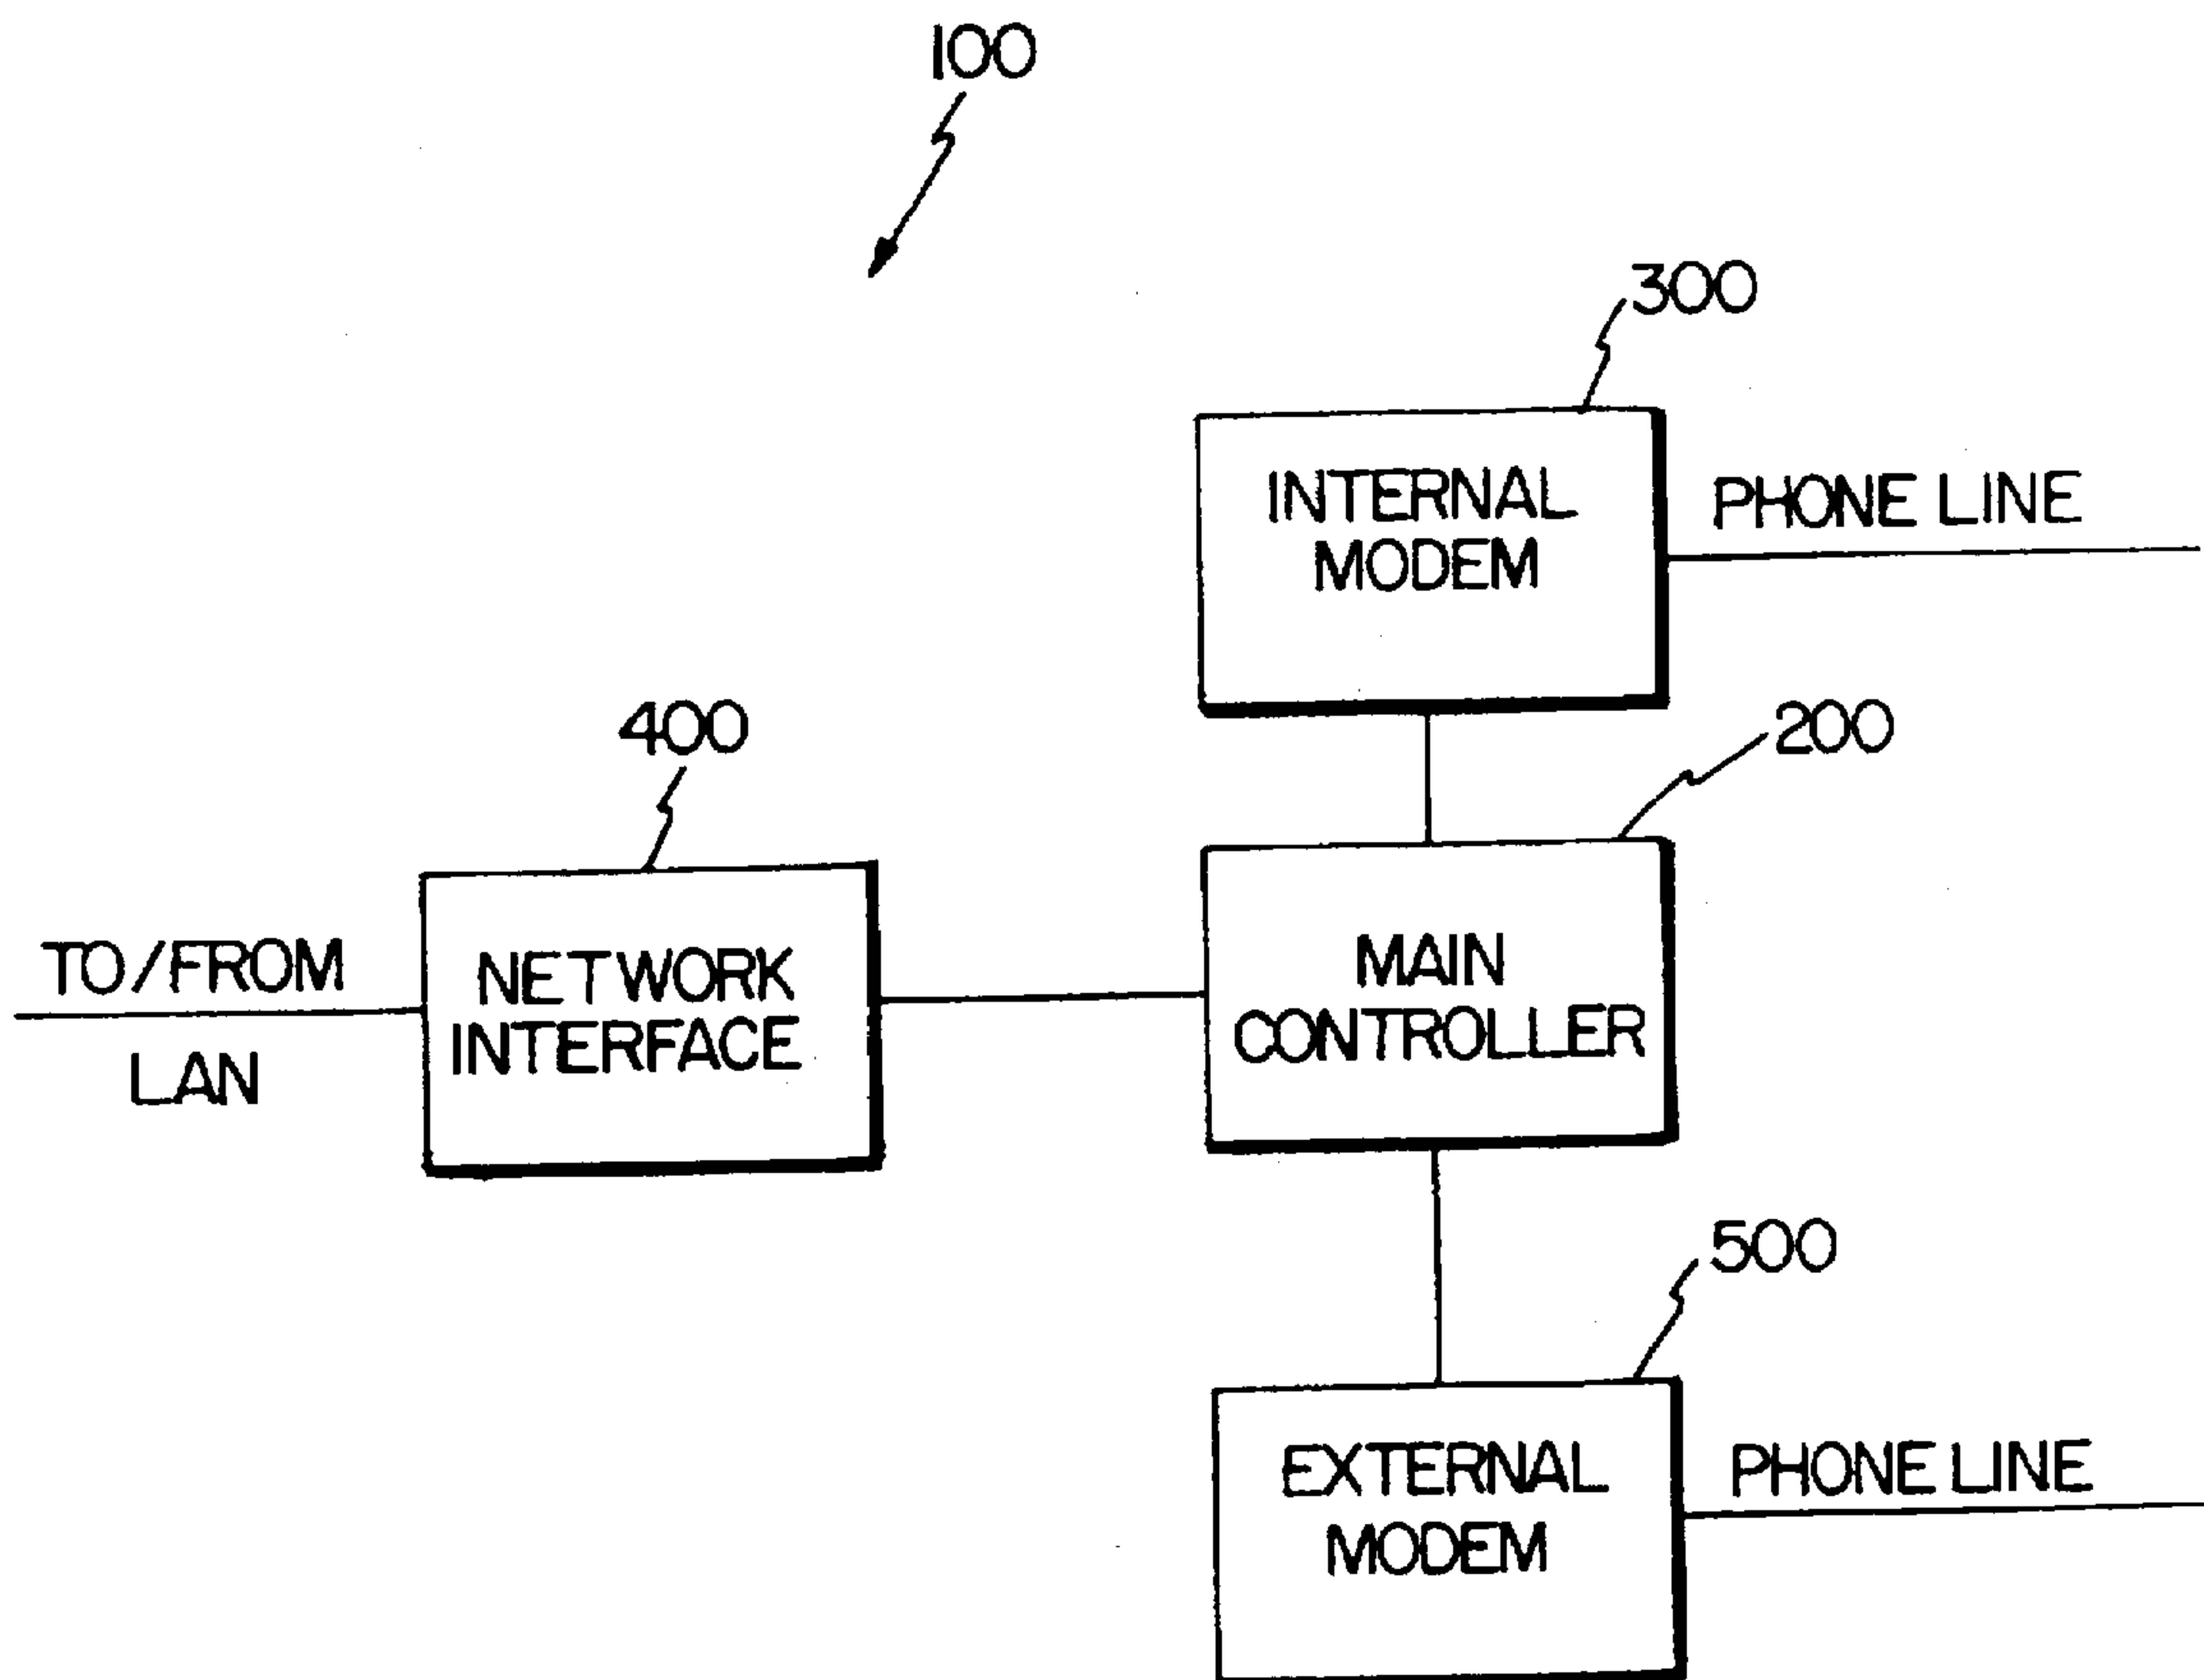 100
300
INTERNAL
MODEM
PHONE LINE
400
200
TO/FROM
LAN
NETWORK
INTERFACE
MAIN
CONTROLLER
500
EXTERNAL
MODEM
PHONE LINE